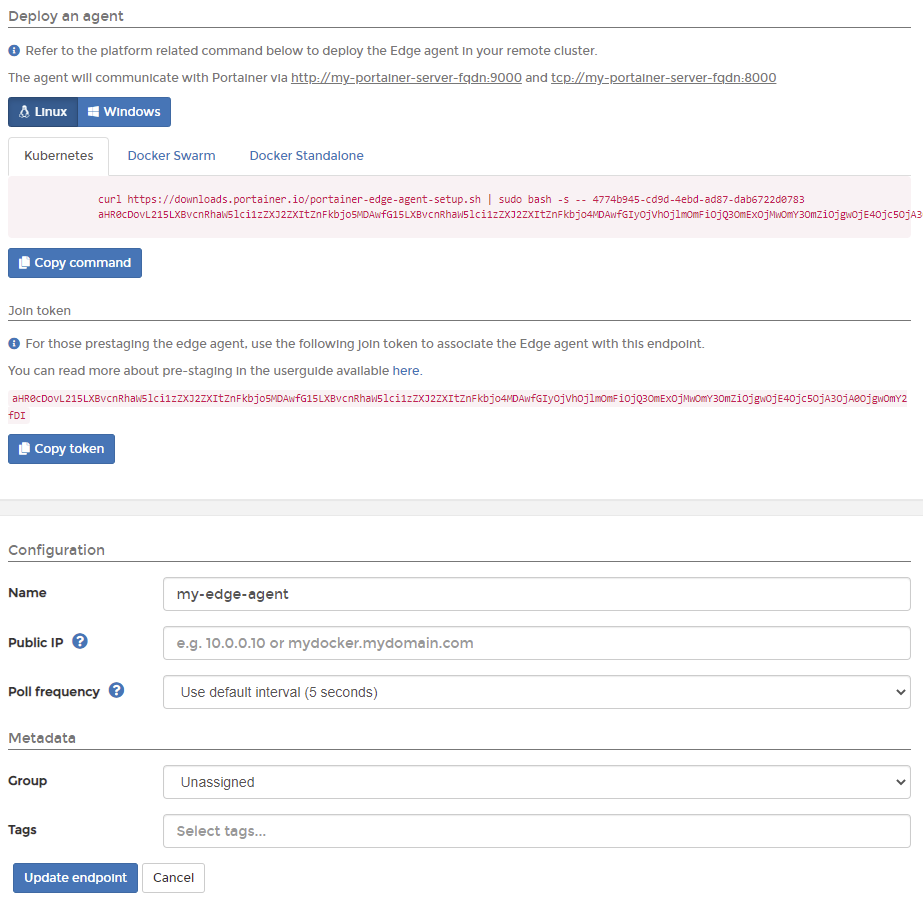 Deploy an agent
Refer to the platform related command below to deploy the Edge agent in your remote cluster.
The agent will communicate with Portainer via http://my-portainer-server-fqdn:9000 and tcp://my-portainer-server-fqdn:8000
Linux Windows
Kubernetes Docker Swarm Docker Standalone
curl https://downloads.portainer.io/portainer-edge-agent-setup.sh | sudo bash -s -- 4774b945-cd9d-4ebd-ad87-dab6722d0783
aHR0cDovL215LXBvcnRhaW5lci1zZXJ2ZXItZnFkbjo5MDAwfG15LXBvcnRhaW5lci1zZXJ2ZXItZnFkbjo4MDAwfGIyOjVhOjlmOmFiOjQ3OmExOjMwOmY3OmZiOjgwOjE4Ojc5OjA3
Copy command
Join token
For those prestaging the edge agent, use the following join token to associate the Edge agent with this endpoint.
You can read more about pre-staging in the userguide available here.
aHR0cDovL215LXBvcnRhaW5lci1zZXJ2ZXItZnFkbjo5MDAwfG15LXBvcnRhaW5lci1zZXJ2ZXItZnFkbjo4MDAwfGIyOjVhOjlmOmFiOjQ3OmExOjMwOmY3OmZiOjgwOjE4Ojc5OjA3OjA0OjgwOmY2
fDI
Copy token
Configuration
Name my-edge-agent
Public IP e.g. 10.0.0.10 or mydocker.mydomain.com
Poll frequency Use default interval (5 seconds)
Metadata
Group Unassigned
Tags Select tags...
Update endpoint Cancel